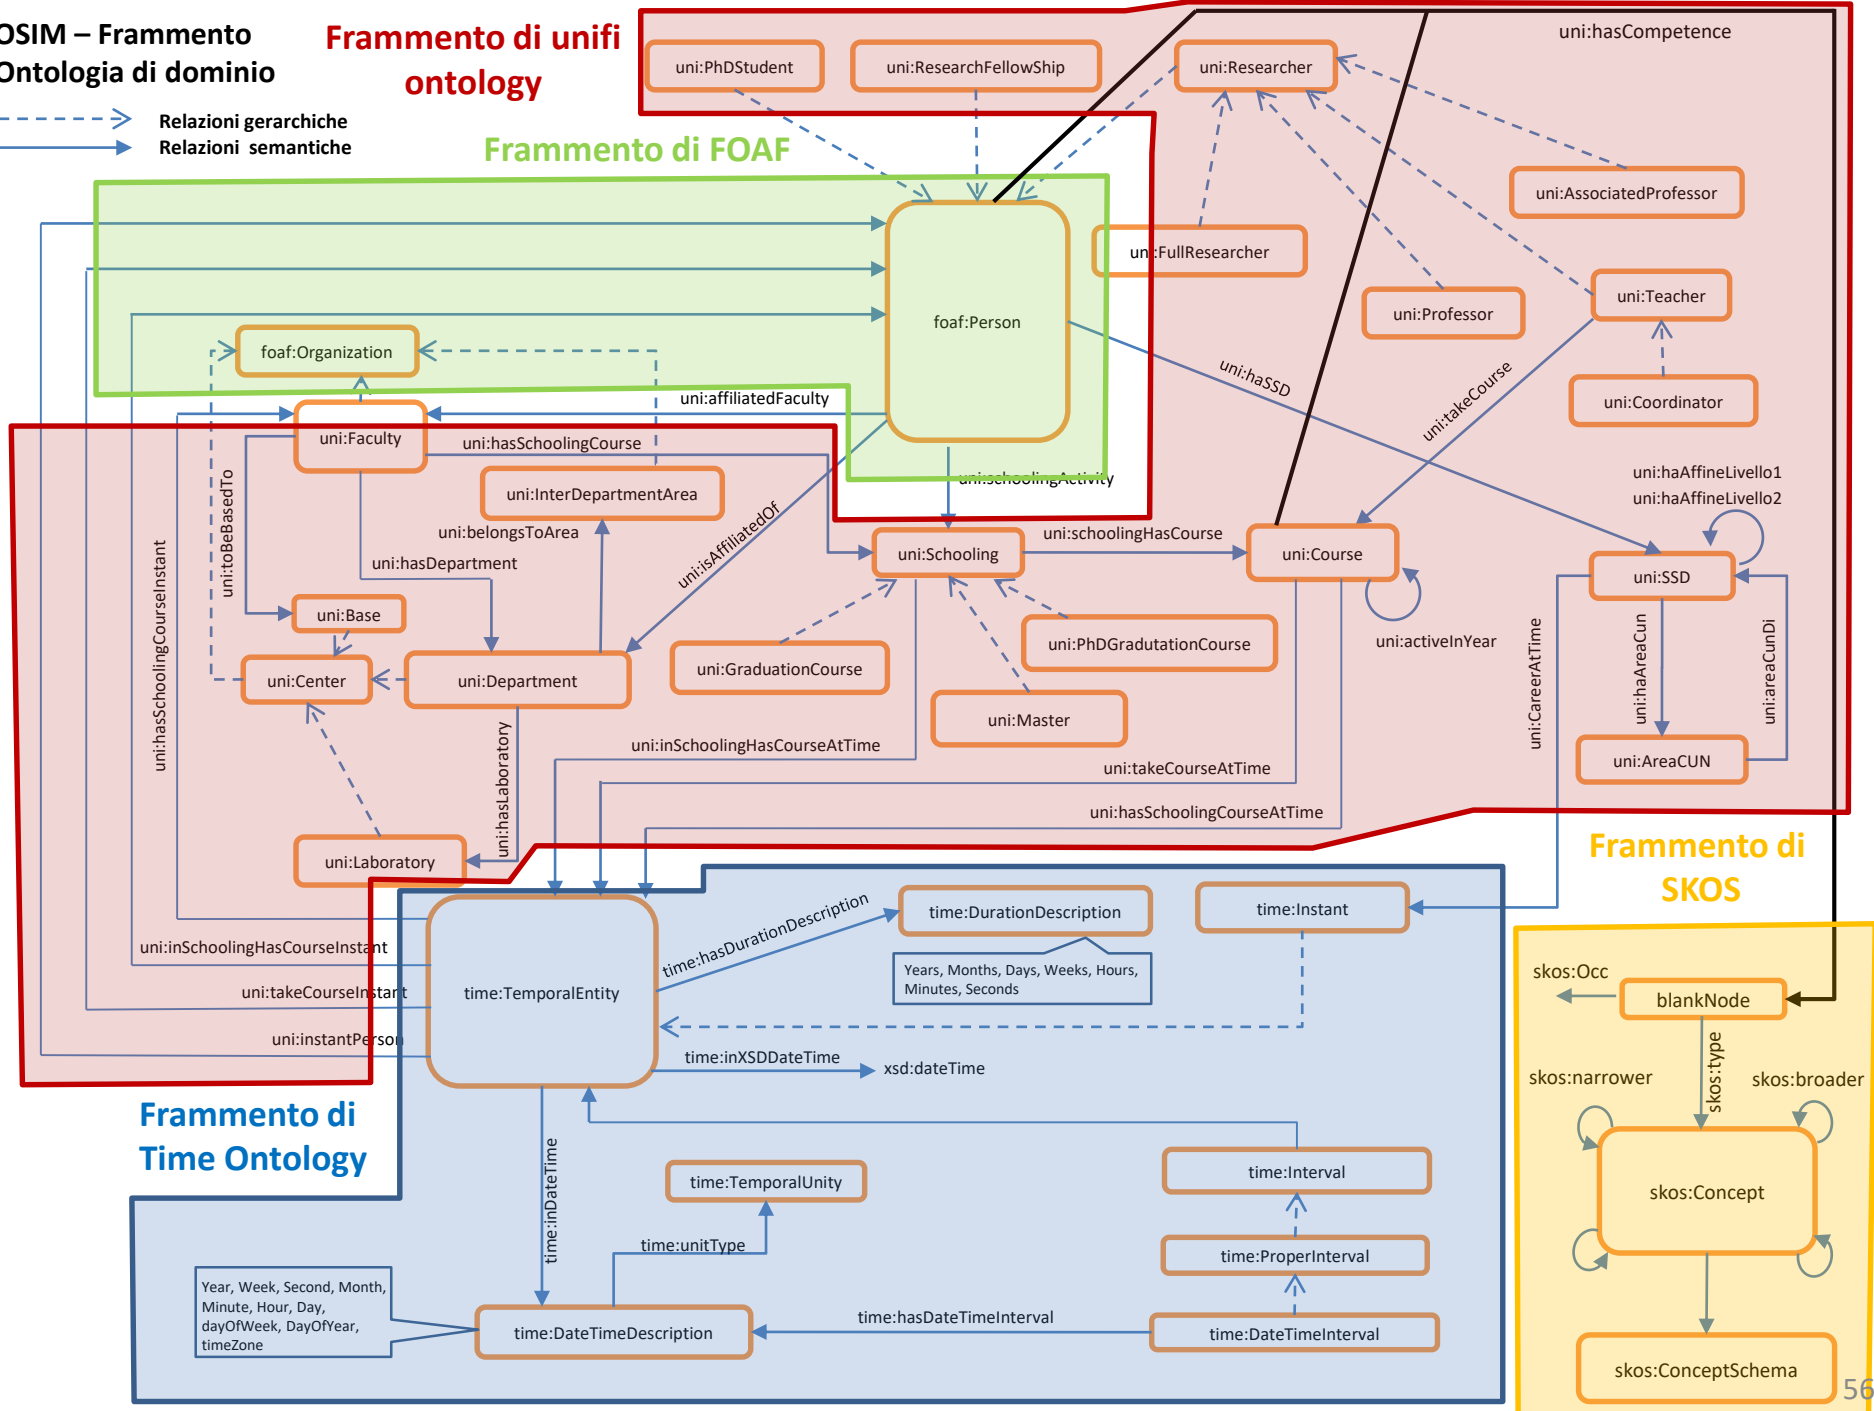 OSIM – Frammento
Ontologia di dominio
Relazioni gerarchiche
Relazioni semantiche
Frammento di unifi
ontology
Frammento di FOAF
uni:hasCompetence
uni:PhDStudent
uni:ResearchFellowShip
uni:Researcher
uni:AssociatedProfessor
uni:FullResearcher
uni:Professor
uni:Teacher
uni:Coordinator
foaf:Person
foaf:Organization
uni:haSSD
uni:takeCourse
uni:affiliatedFaculty
uni:Faculty
uni:hasSchoolingCourse
uni:schoolingActivity
uni:InterDepartmentArea
uni:belongsToArea
uni:toBeBasedTo
uni:hasDepartment
uni:isAffiliatedOf
uni:Schooling
uni:schoolingHasCourse
uni:Course
uni:haAffineLivello1
uni:haAffineLivello2
uni:SSD
uni:hasSchoolingCourseInstant
uni:Base
uni:Center
uni:Department
uni:GraduationCourse
uni:PhDGradutationCourse
uni:Master
uni:activeInYear
uni:CareerAtTime
uni:haAreaCun
uni:areaCunDi
uni:AreaCUN
uni:inSchoolingHasCourseAtTime
uni:takeCourseAtTime
uni:hasSchoolingCourseAtTime
uni:hasLaboratory
uni:Laboratory
Frammento di
SKOS
time:TemporalEntity
time:hasDurationDescription
time:DurationDescription
time:Instant
Years, Months, Days, Weeks, Hours,
Minutes, Seconds
uni:inSchoolingHasCourseInstant
uni:takeCourseInstant
uni:instantPerson
time:inXSDDateTime
xsd:dateTime
skos:Occ
blankNode
skos:type
skos:narrower
skos:broader
skos:Concept
skos:ConceptSchema
Frammento di
Time Ontology
time:inDateTime
time:TemporalUnity
time:unitType
time:Interval
time:ProperInterval
time:DateTimeInterval
time:hasDateTimeInterval
time:DateTimeDescription
Year, Week, Second, Month,
Minute, Hour, Day,
dayOfWeek, DayOfYear,
timeZone
56